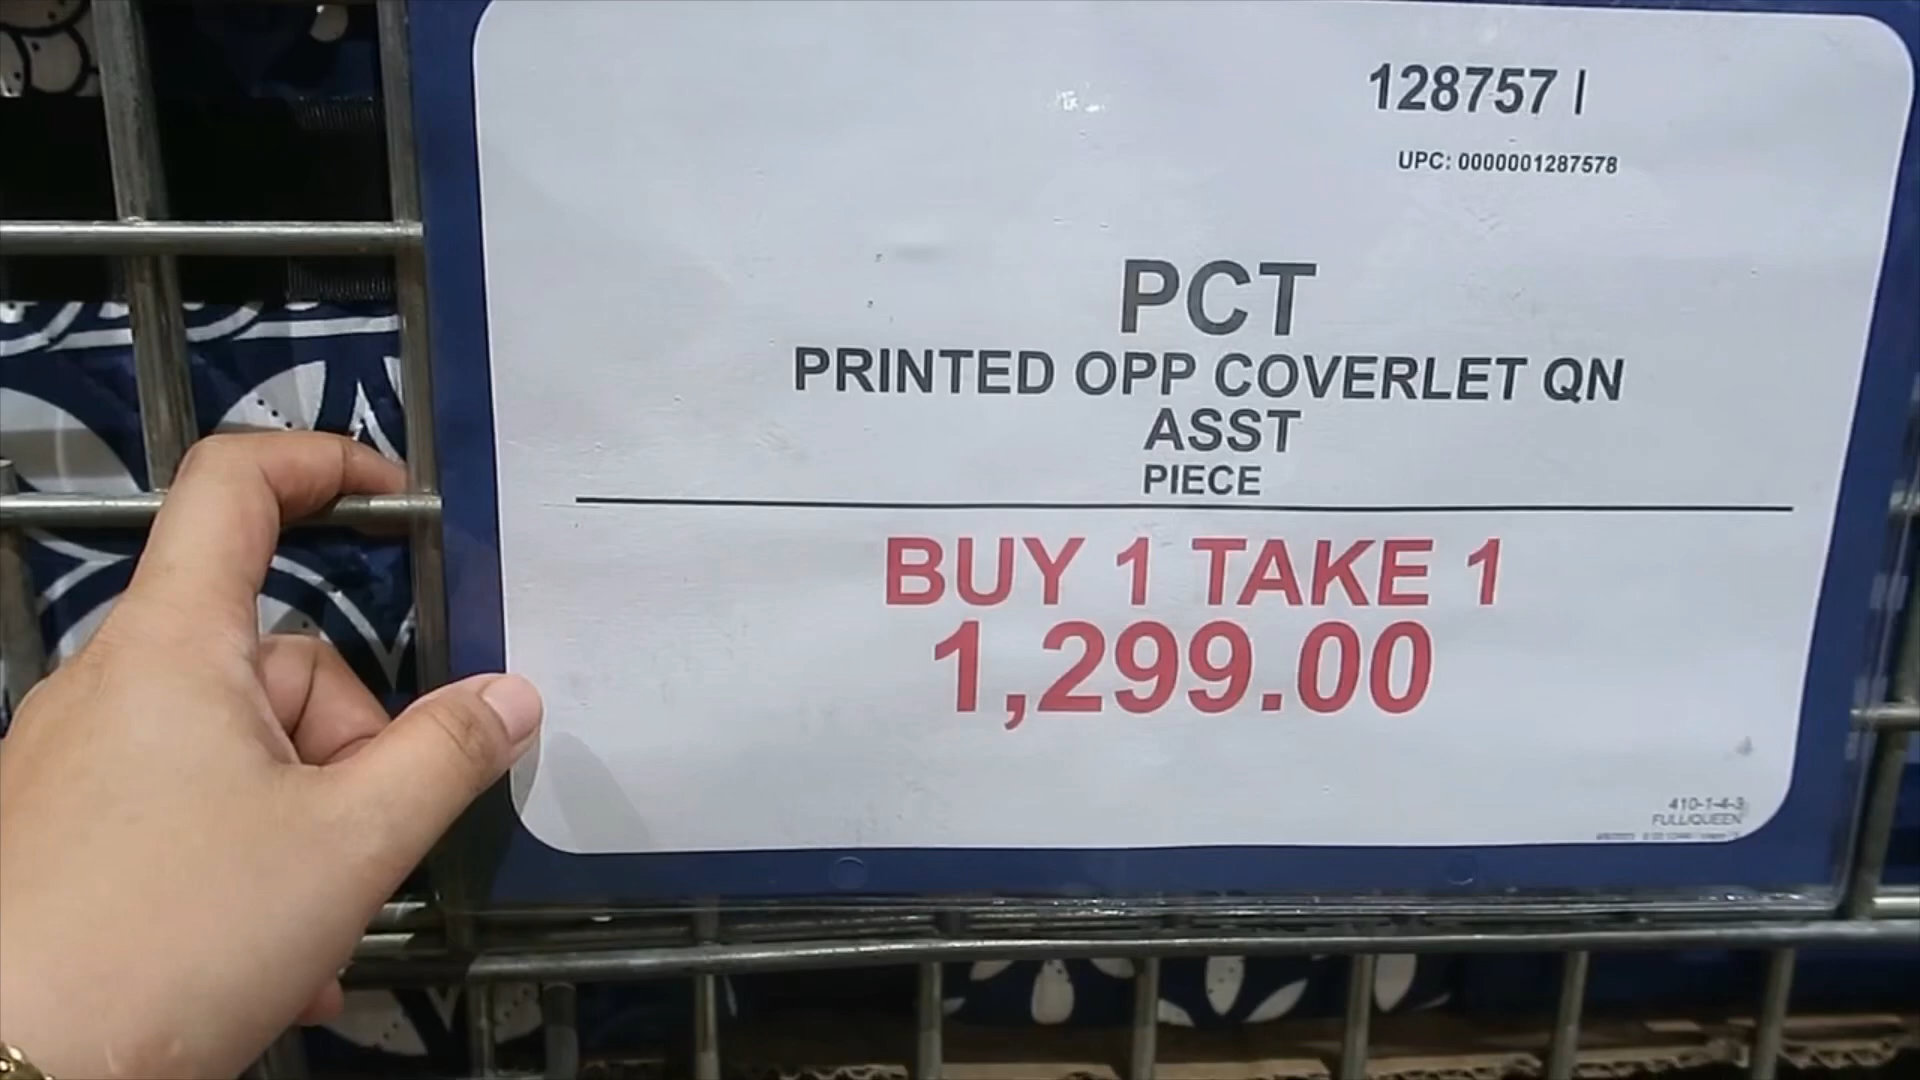 128757 I
UPC: 0000001287578
PCT
PRINTED OPP COVERLET QN
ASST
PIECE
BUY 1 TAKE 1
1,299.00
410-1-4-3
FULL/QUEEN